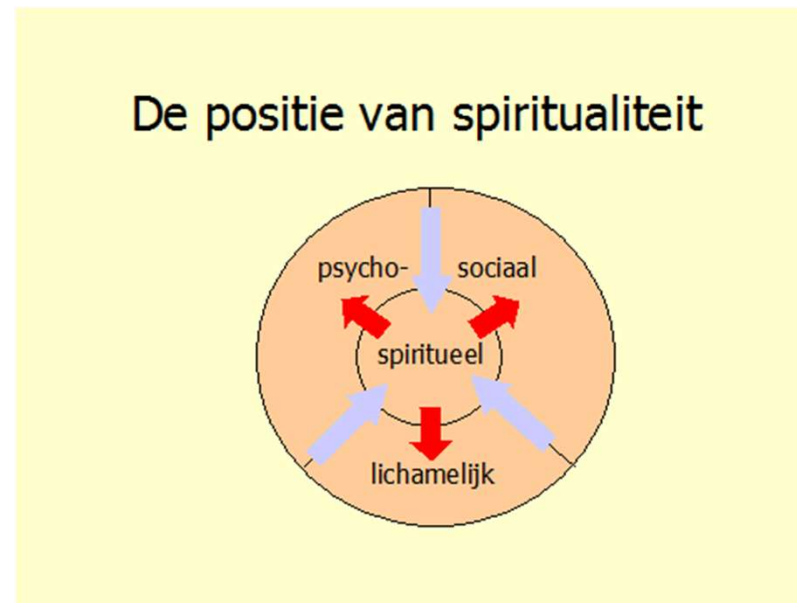 De positie van spiritualiteit
psycho- sociaal
spiritueel
lichamelijk